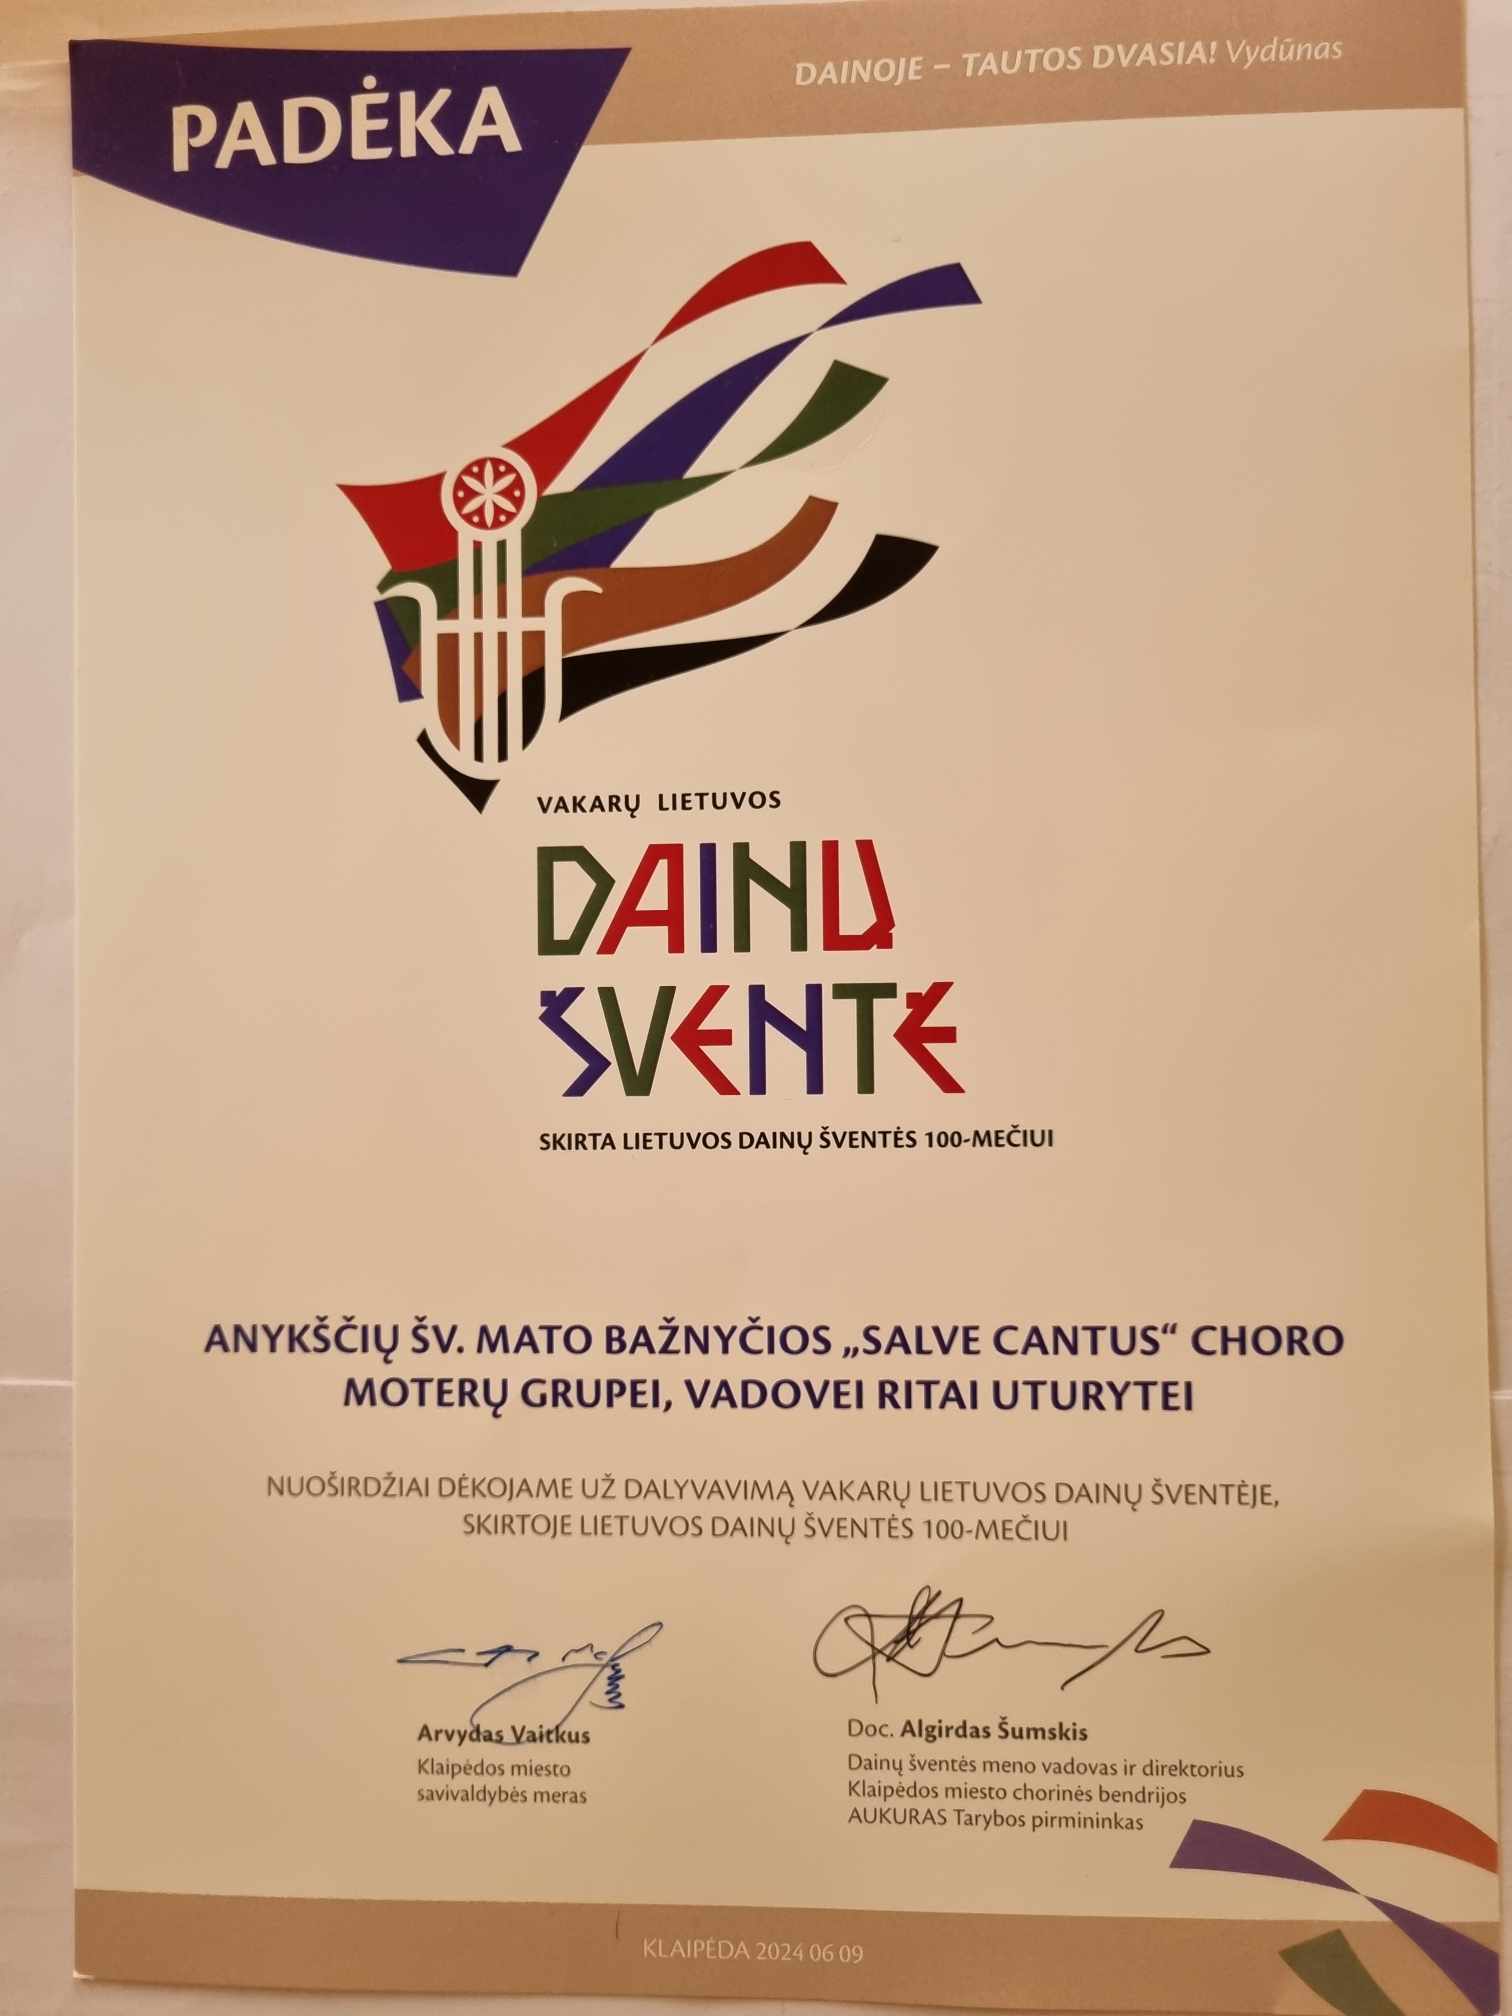 PADĖKA
DAINOJE – TAUTOS DVASIA! Vydūnas
VAKARŲ LIETUVOS
DAINŲ
ŠVENTĖ
SKIRTA LIETUVOS DAINŲ ŠVENTĖS 100-MEČIUI
ANYKŠČIŲ ŠV. MATO BAŽNYČIOS „SALVE CANTUS“ CHORO
MOTERŲ GRUPEI, VADOVEI RITAI UTURYTEI
NUOŠIRDŽIAI DĖKOJAME UŽ DALYVAVIMĄ VAKARŲ LIETUVOS DAINŲ ŠVENTĖJE,
SKIRTOJE LIETUVOS DAINŲ ŠVENTĖS 100-MEČIUI
Arvydas Vaitkus
Klaipėdos miesto
savivaldybės meras
Doc. Algirdas Šumskis
Dainų šventės meno vadovas ir direktorius
Klaipėdos miesto chorinės bendrijos
AUKURAS Tarybos pirmininkas
KLAIPĖDA 2024 06 09